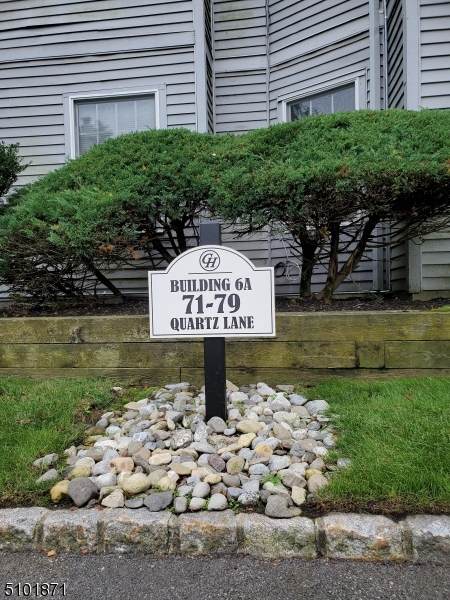 GH
BUILDING 6A
71-79
QUARTZ LANE
5101871